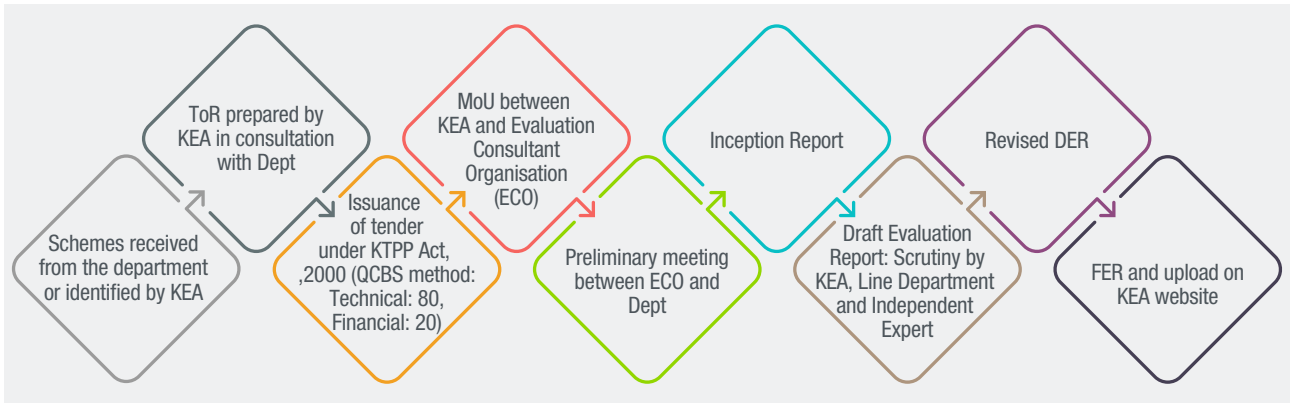 Schemes received
from the department
or identified by KEA
ToR prepared by
KEA in consultation
with Dept
Issuance
of tender
under KTPP Act,
,2000 (QCBS method:
Technical: 80,
Financial: 20)
MoU between
KEA and Evaluation
Consultant
Organisation
(ECO)
Preliminary meeting
between ECO and
Dept
Inception Report
Draft Evaluation
Report: Scrutiny by
KEA, Line Department
and Independent
Expert
Revised DER
FER and upload on
KEA website